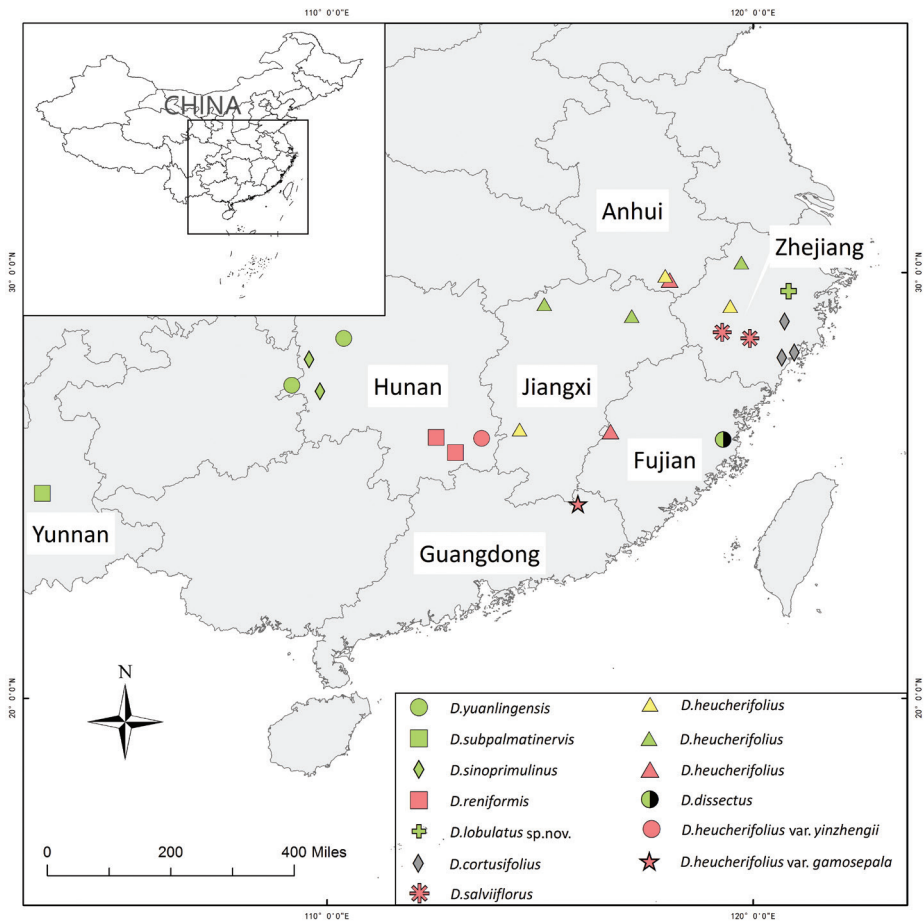 110° 0'0"E
120° 0'0"E
CHINA
Anhui
Zhejiang
30° 0'0"N
30° 0'0"N
Hunan
Jiangxi
Fujian
Yunnan
Guangdong
N
20° 0'0"N
20° 0'0"N
D.yuanlingensis
D.subpalmatinervis
D.sinoprimulinus
D.reniformis
D.lobulatus sp.nov.
D.cortusifolius
D.salviiflorus
D.heucherifolius
D.heucherifolius
D.heucherifolius
D.dissectus
D.heucherifolius var. yinzhengii
D.heucherifolius var. gamosepala
0 200 400 Miles
110° 0'0"E
120° 0'0"E